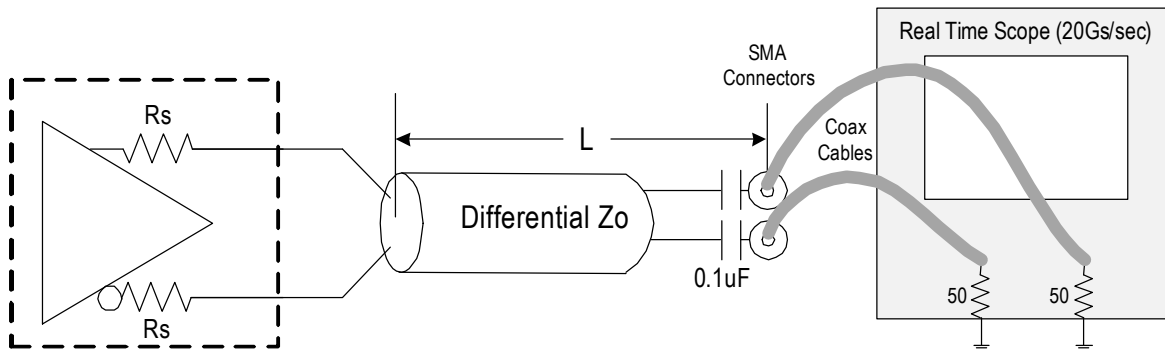 Real Time Scope (20Gs/sec)
SMA
Connectors
Rs
L
Coax
Cables
Differential Zo
0.1uF
50
50
Rs